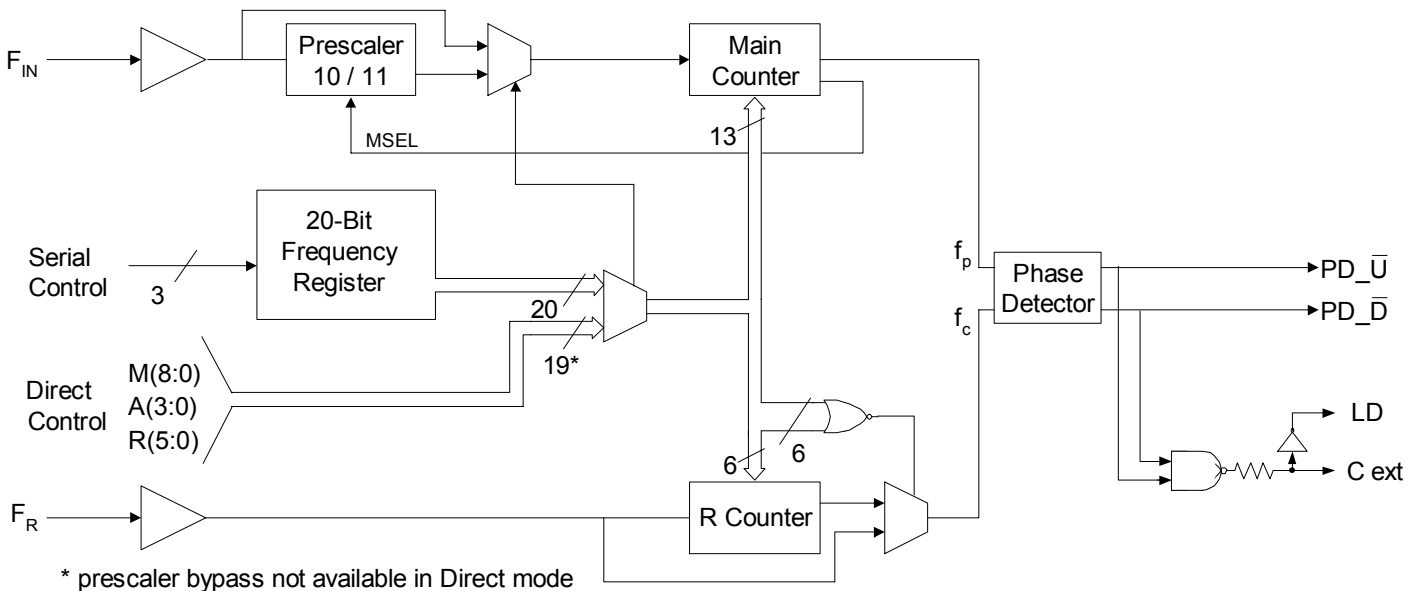 F_IN
Prescaler
10 / 11
Main
Counter
13
MSEL
20-Bit
Frequency
Register
Serial
Control
3
20
19*
Direct
Control
M(8:0)
A(3:0)
R(5:0)
f_p
f_c
Phase
Detector
PD_U̅
PD_D̅
LD
C ext
6
6
F_R
R Counter
* prescaler bypass not available in Direct mode